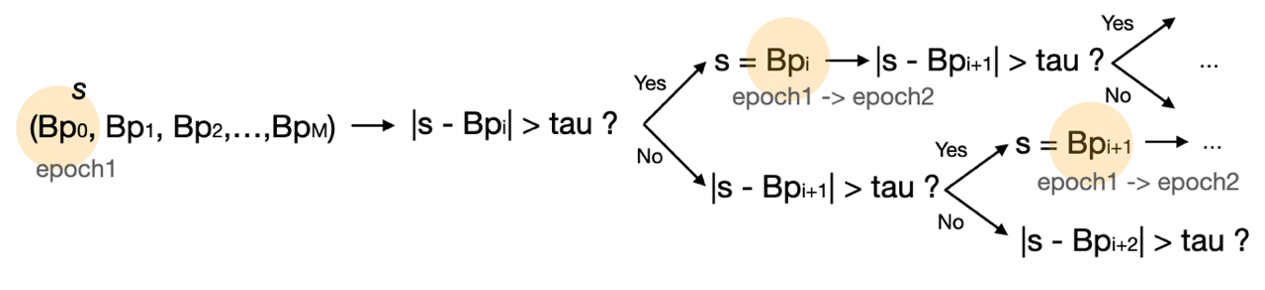 s
(Bp0, Bp1, Bp2,...,BpM)
epoch1
|s - Bpi| > tau ?
Yes
No
s = Bpi
epoch1 -> epoch2
|s - Bpi+1| > tau ?
Yes
No
...
|s - Bpi+1| > tau ?
Yes
No
s = Bpi+1
epoch1 -> epoch2
...
|s - Bpi+2| > tau ?